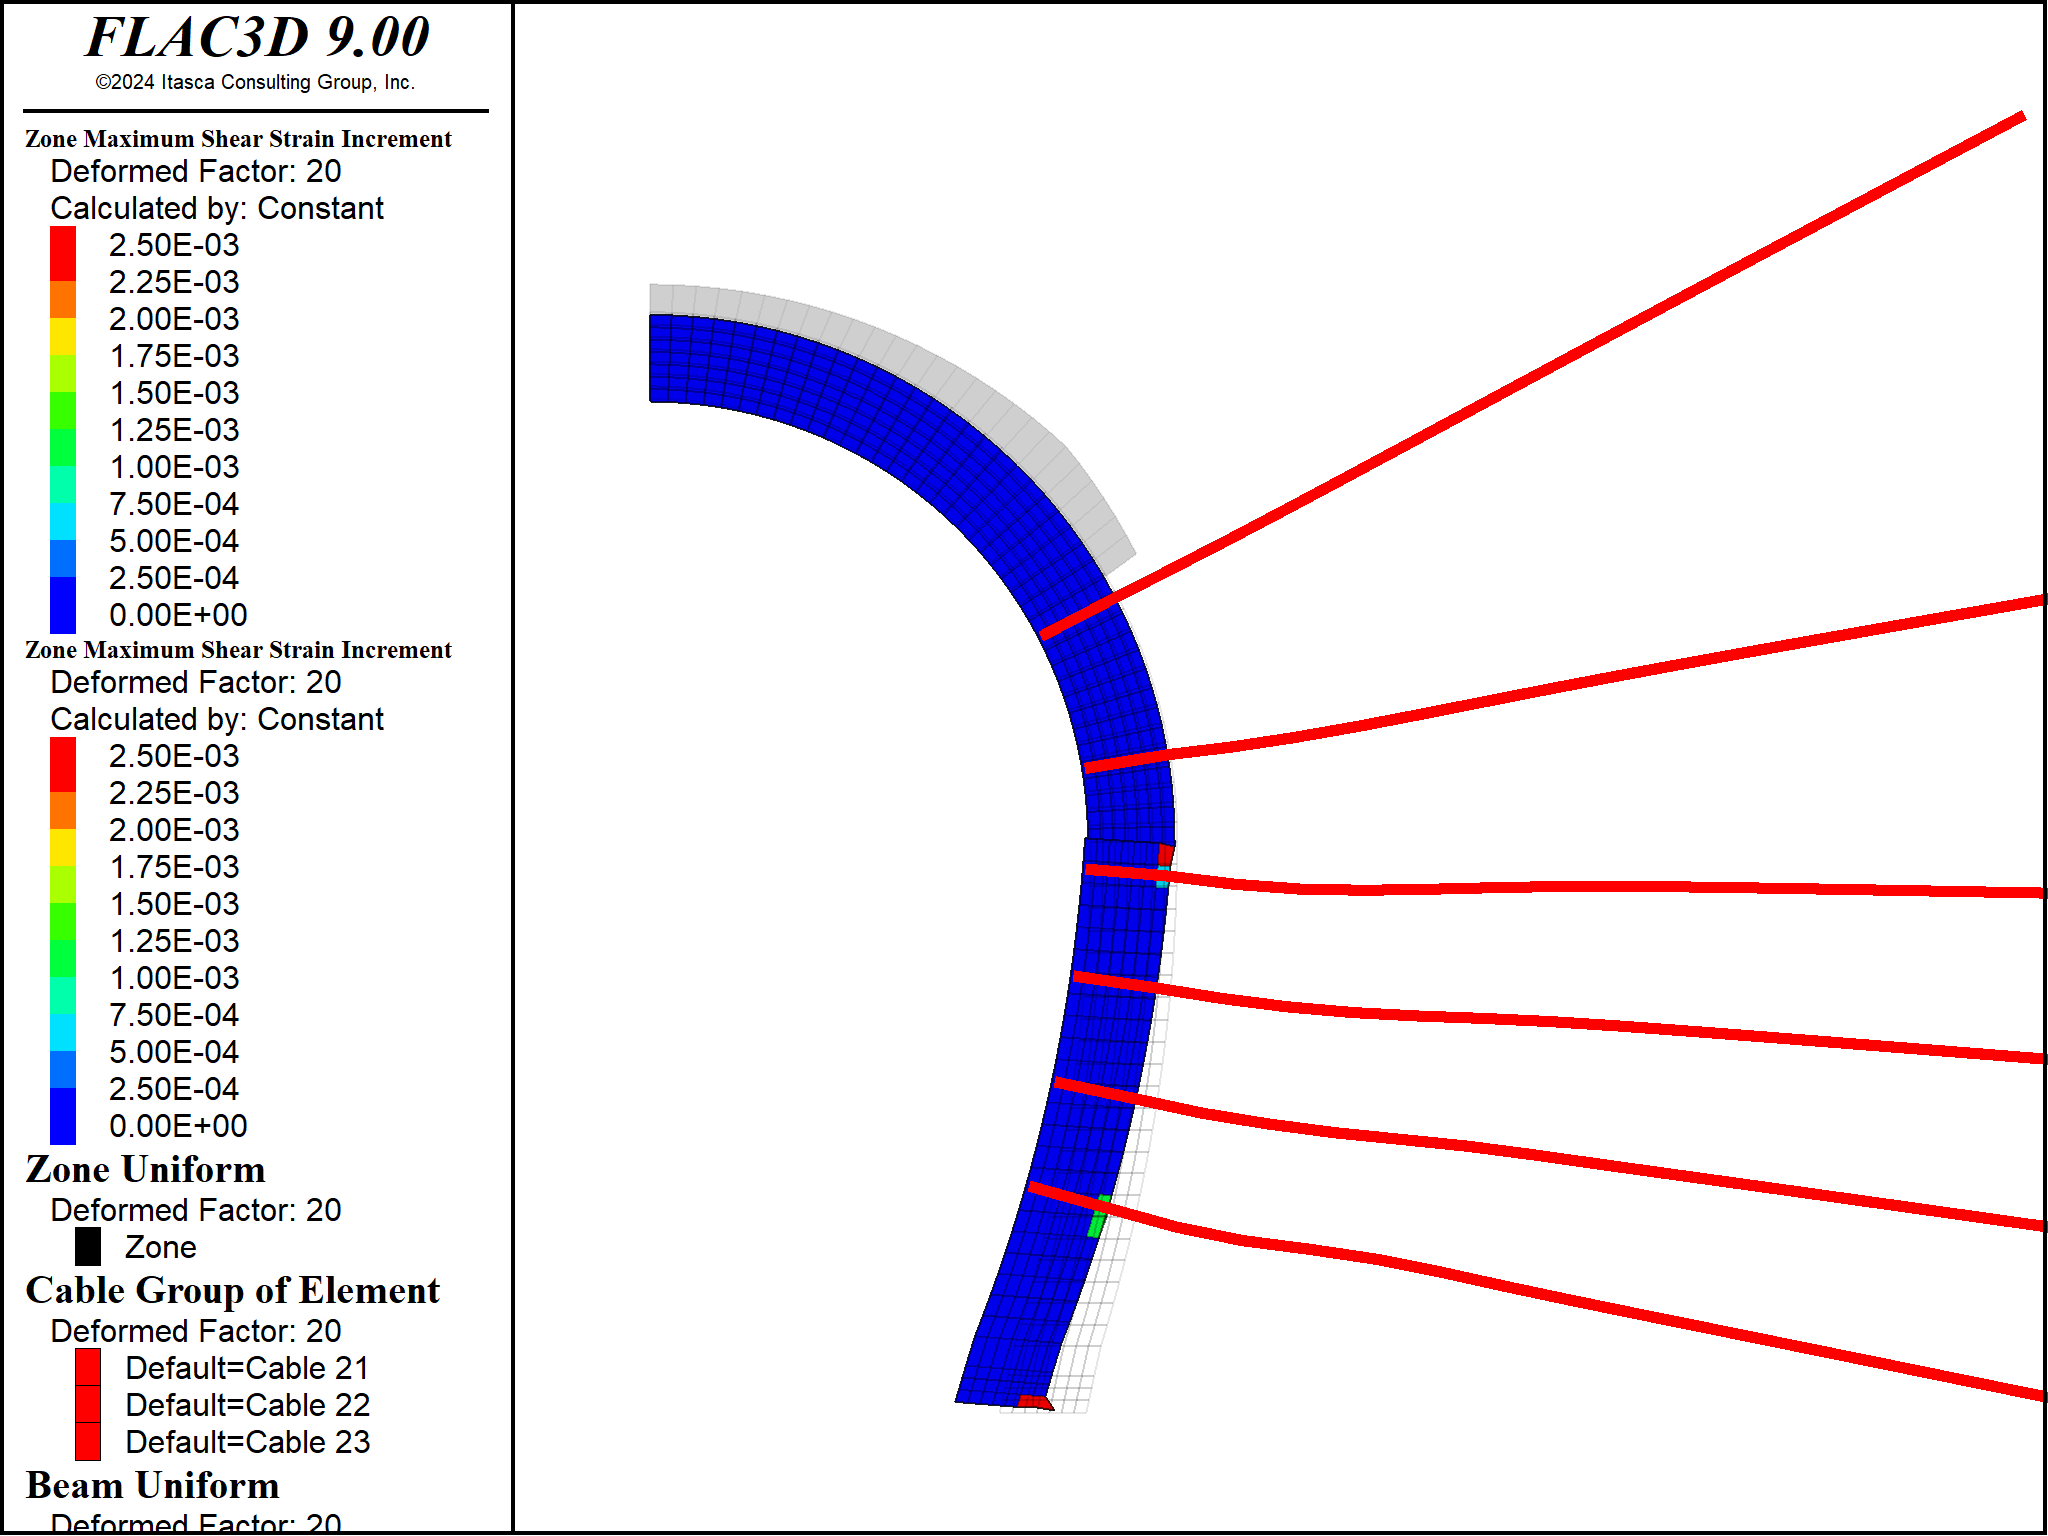 FLAC3D 9.00
©2024 Itasca Consulting Group, Inc.
Zone Maximum Shear Strain Increment
Deformed Factor: 20
Calculated by: Constant
2.50E-03
2.25E-03
2.00E-03
1.75E-03
1.50E-03
1.25E-03
1.00E-03
7.50E-04
5.00E-04
2.50E-04
0.00E+00
Zone Maximum Shear Strain Increment
Deformed Factor: 20
Calculated by: Constant
2.50E-03
2.25E-03
2.00E-03
1.75E-03
1.50E-03
1.25E-03
1.00E-03
7.50E-04
5.00E-04
2.50E-04
0.00E+00
Zone Uniform
Deformed Factor: 20
Zone
Cable Group of Element
Deformed Factor: 20
Default=Cable 21
Default=Cable 22
Default=Cable 23
Beam Uniform
Deformed Factor: 20